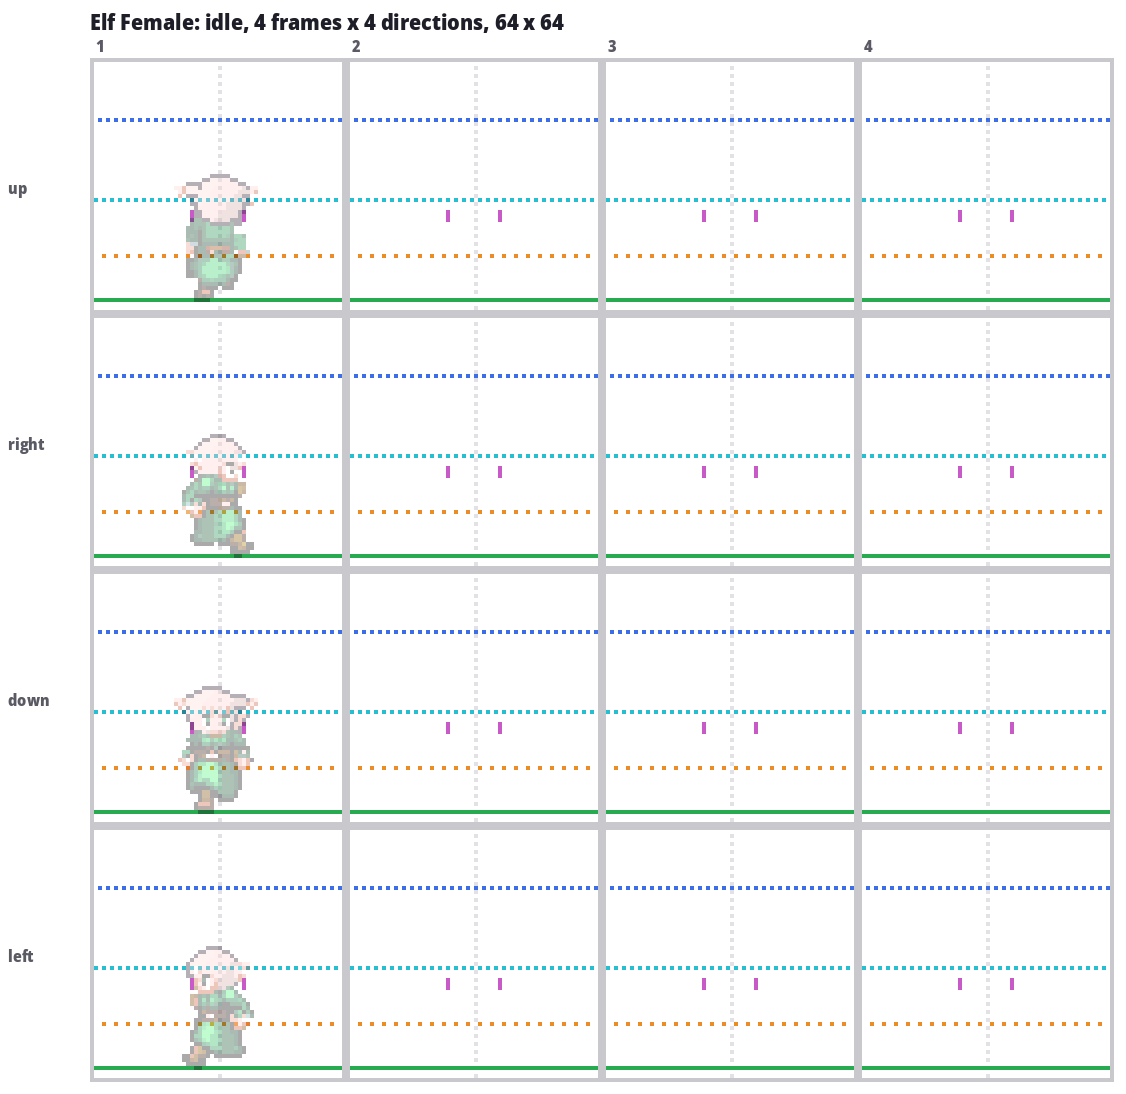 Elf Female: idle, 4 frames x 4 directions, 64 x 64
1 2 3 4
up
right
down
left